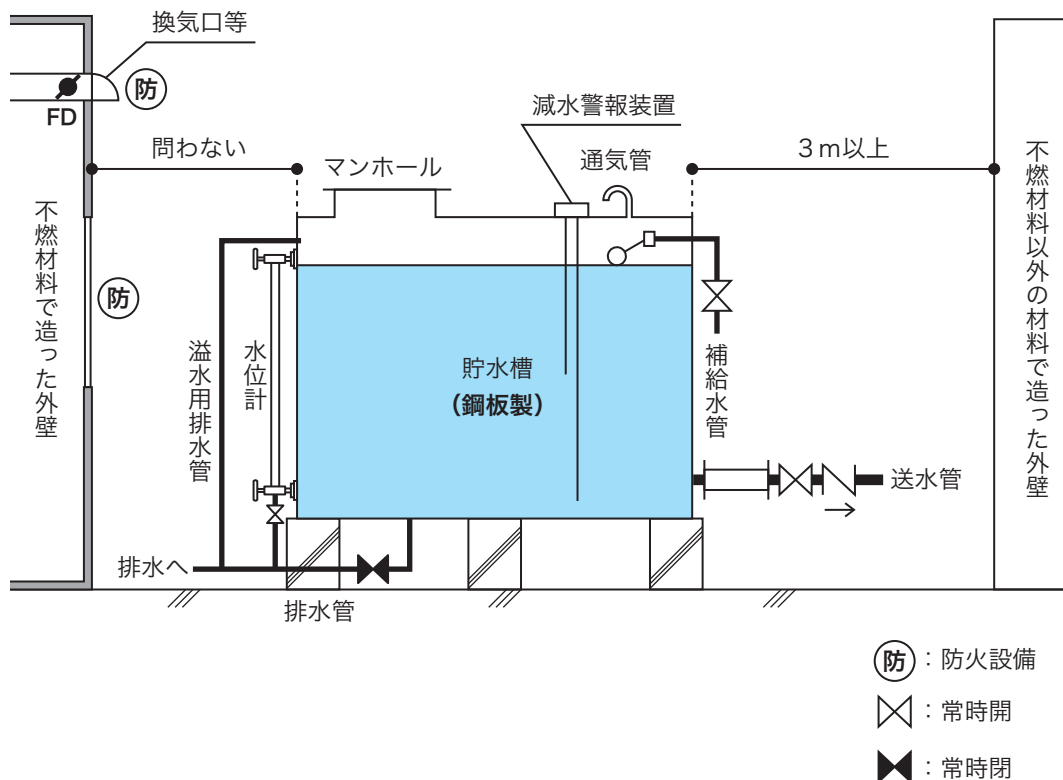 換気口等
防
FD
減水警報装置
問わない
マンホール
通気管
3m以上
不燃材料で造った外壁
防
溢水用排水管
水位計
貯水槽
(鋼板製)
補給水管
不燃材料以外の材料で造った外壁
送水管
排水へ
排水管
防:防火設備
:常時開
:常時閉